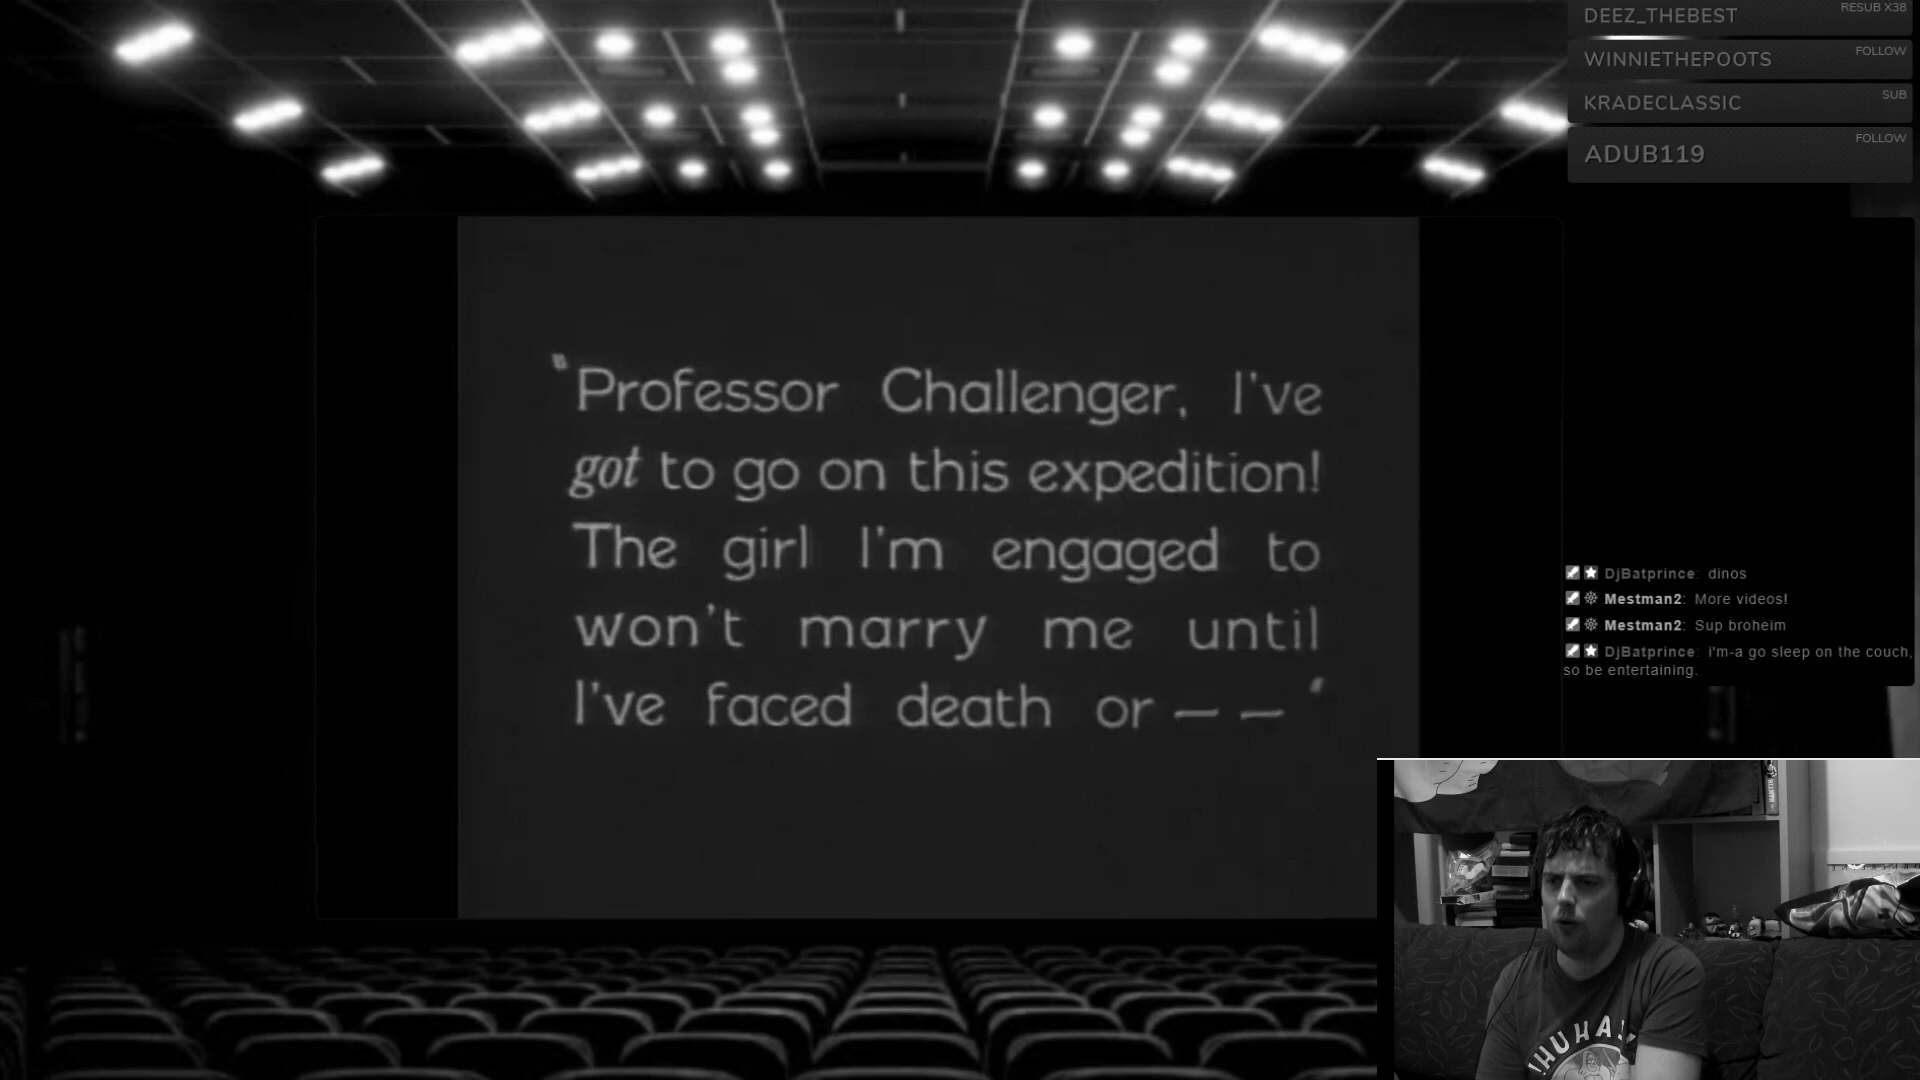 DEEZ_THEBEST RESUB X38
WINNIETHEPOOTS FOLLOW
KRADECLASSIC SUB
ADUB119 FOLLOW
"Professor Challenger, I've
got to go on this expedition!
The girl I'm engaged to
won't marry me until
I've faced death or — — "
DjBatprince: dinos
Mestman2: More videos!
Mestman2: Sup broheim
DjBatprince: i'm-a go sleep on the couch,
so be entertaining.